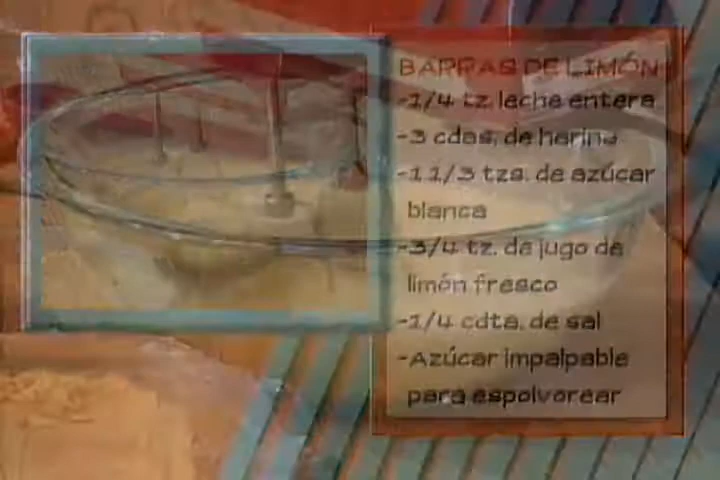 BARRAS DE LIMÓN
-1/4 tz. leche entera
-3 cdas. de harina
-1 1/3 tzs. de azúcar
blanca
-3/4 tz. de jugo de
limón fresco
-1/4 cdta. de sal
-Azúcar impalpable
para espolvorear